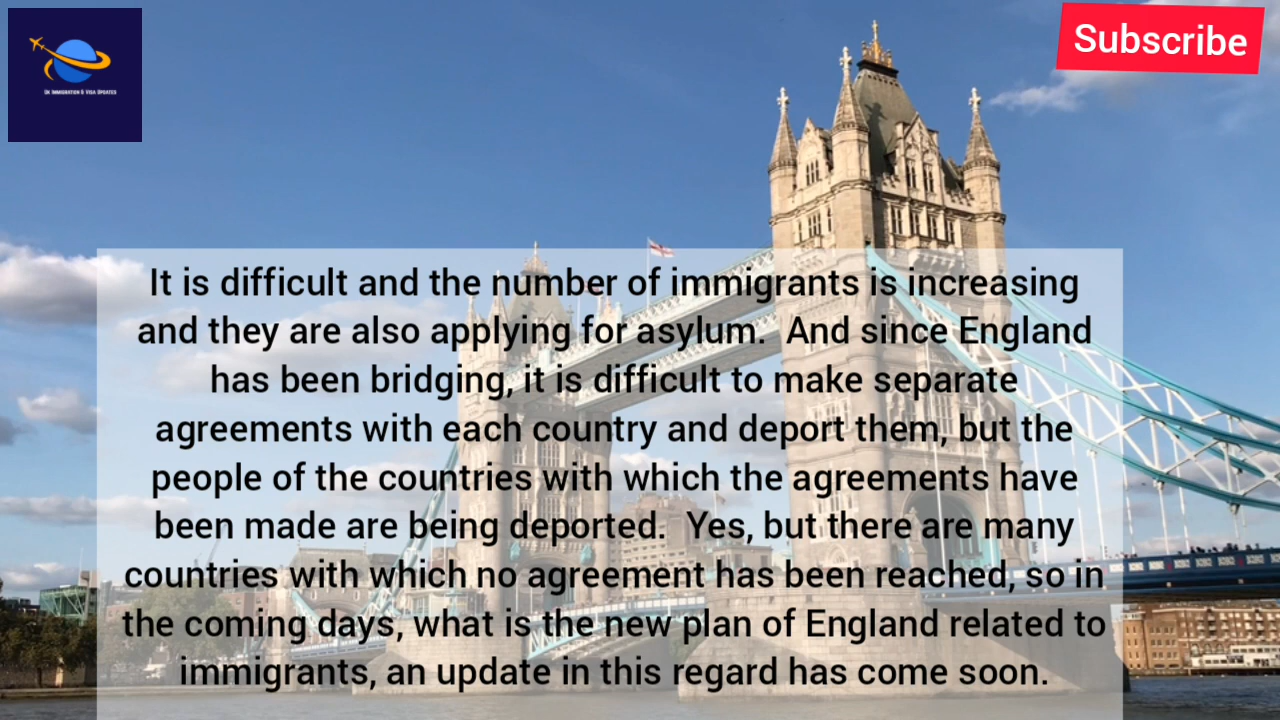 Subscribe
UK IMMIGRATION & VISA UPDATES
It is difficult and the number of immigrants is increasing
and they are also applying for asylum.  And since England
has been bridging, it is difficult to make separate
agreements with each country and deport them, but the
people of the countries with which the agreements have
been made are being deported.  Yes, but there are many
countries with which no agreement has been reached, so in
the coming days, what is the new plan of England related to
immigrants, an update in this regard has come soon.